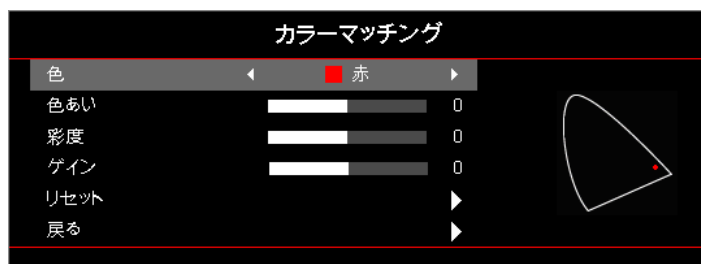 カラーマッチング
色 赤
色あい 0
彩度 0
ゲイン 0
リセット
戻る